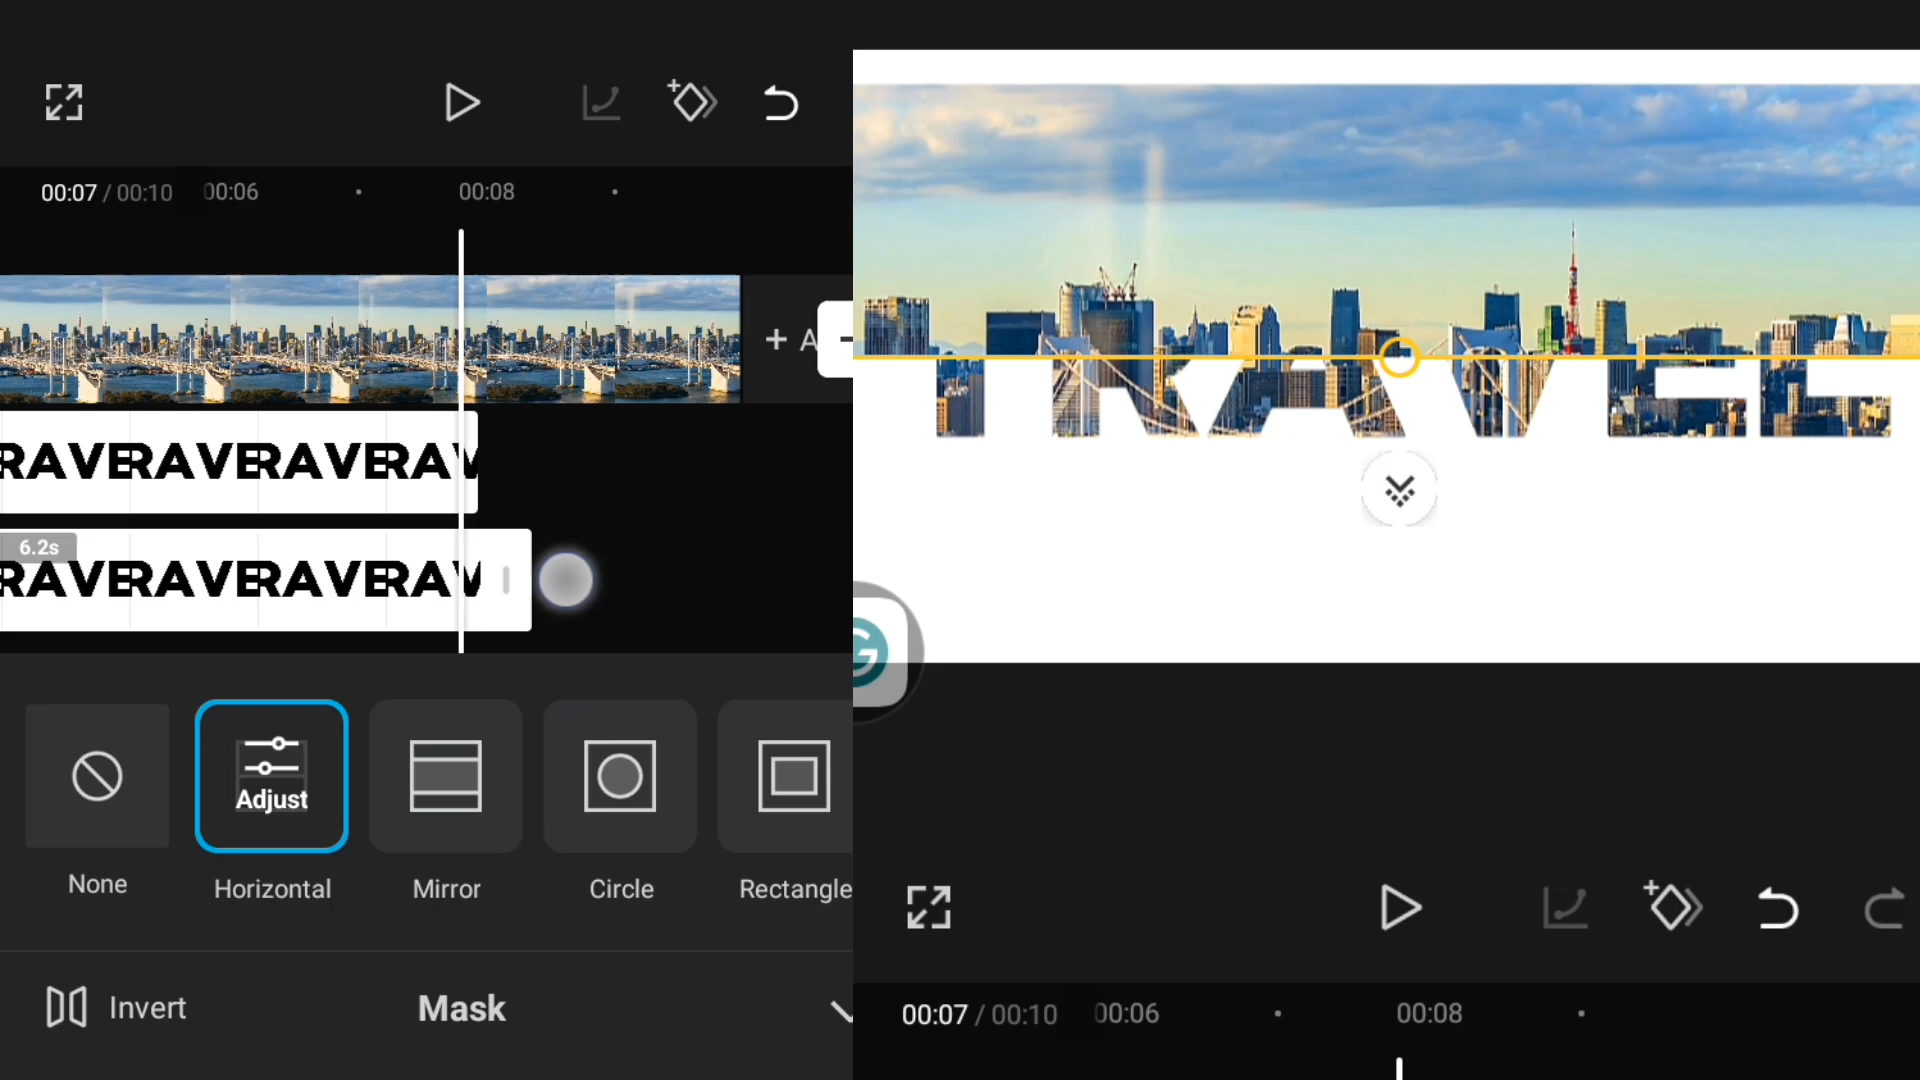 00:07 / 00:10 00:06 00:08
+ A
RAVERAVERAVERAV
6.2s
RAVERAVERAVERAV
Adjust
None
Horizontal
Mirror
Circle
Rectangle
Invert
Mask
TRAVEL
G
00:07 / 00:10 00:06 00:08